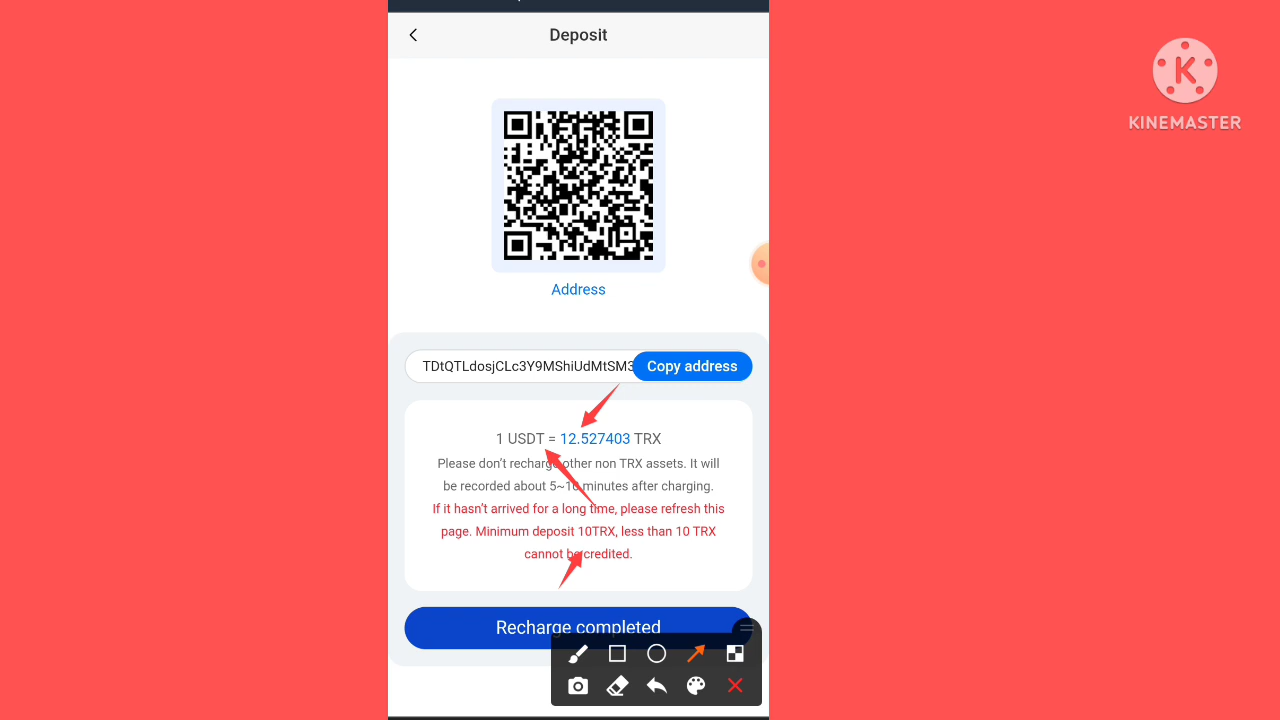 Deposit
KINEMASTER
Address
TDtQTLdosjCLc3Y9MShiUdMtSM3
Copy address
1 USDT = 12.527403 TRX
Please don't recharge other non TRX assets. It will
be recorded about 5~10 minutes after charging.
If it hasn't arrived for a long time, please refresh this
page. Minimum deposit 10TRX, less than 10 TRX
cannot be credited.
Recharge completed